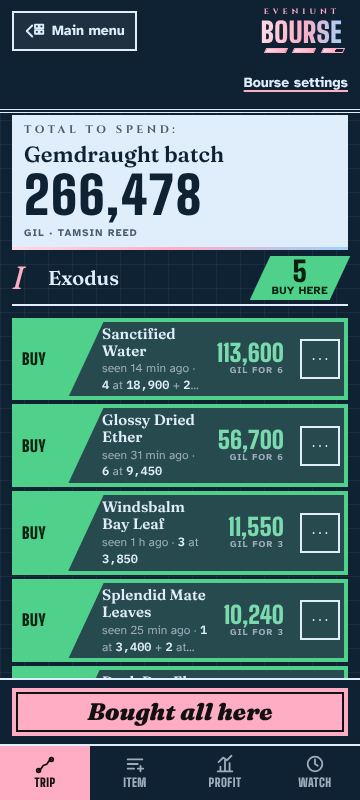 Main menu
EVENIUNT
BOURSE
Bourse settings
TOTAL TO SPEND:
Gemdraught batch
266,478
GIL · TAMSIN REED
I Exodus
5
BUY HERE
BUY
Sanctified
Water
seen 14 min ago ·
4 at 18,900 + 2...
113,600
GIL FOR 6
...
BUY
Glossy Dried
Ether
seen 31 min ago ·
6 at 9,450
56,700
GIL FOR 6
...
BUY
Windsbalm
Bay Leaf
seen 1 h ago · 3 at
3,850
11,550
GIL FOR 3
...
BUY
Splendid Mate
Leaves
seen 25 min ago · 1
at 3,400 + 2 at...
10,240
GIL FOR 3
...
Bought all here
TRIP
ITEM
PROFIT
WATCH